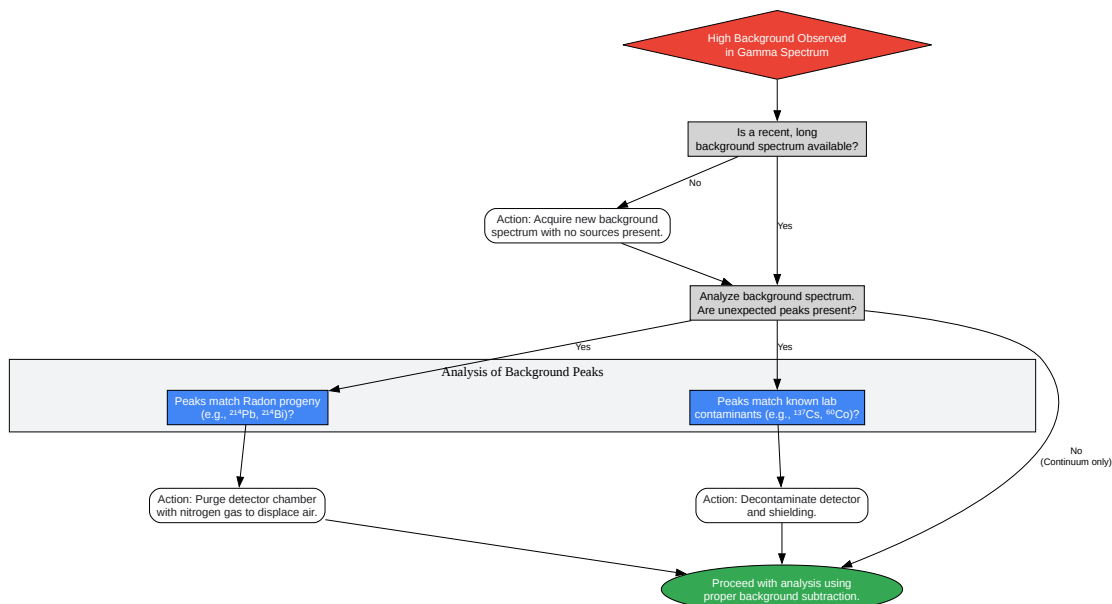 High Background Observed
in Gamma Spectrum
Is a recent, long
background spectrum available?
No
Action: Acquire new background
spectrum with no sources present.
Yes
Analyze background spectrum.
Are unexpected peaks present?
Yes
Yes
Analysis of Background Peaks
Peaks match Radon progeny
(e.g., ²¹⁴Pb, ²¹⁴Bi)?
Peaks match known lab
contaminants (e.g., ¹³⁷Cs, ⁶⁰Co)?
No
(Continuum only)
Action: Purge detector chamber
with nitrogen gas to displace air.
Action: Decontaminate detector
and shielding.
Proceed with analysis using
proper background subtraction.